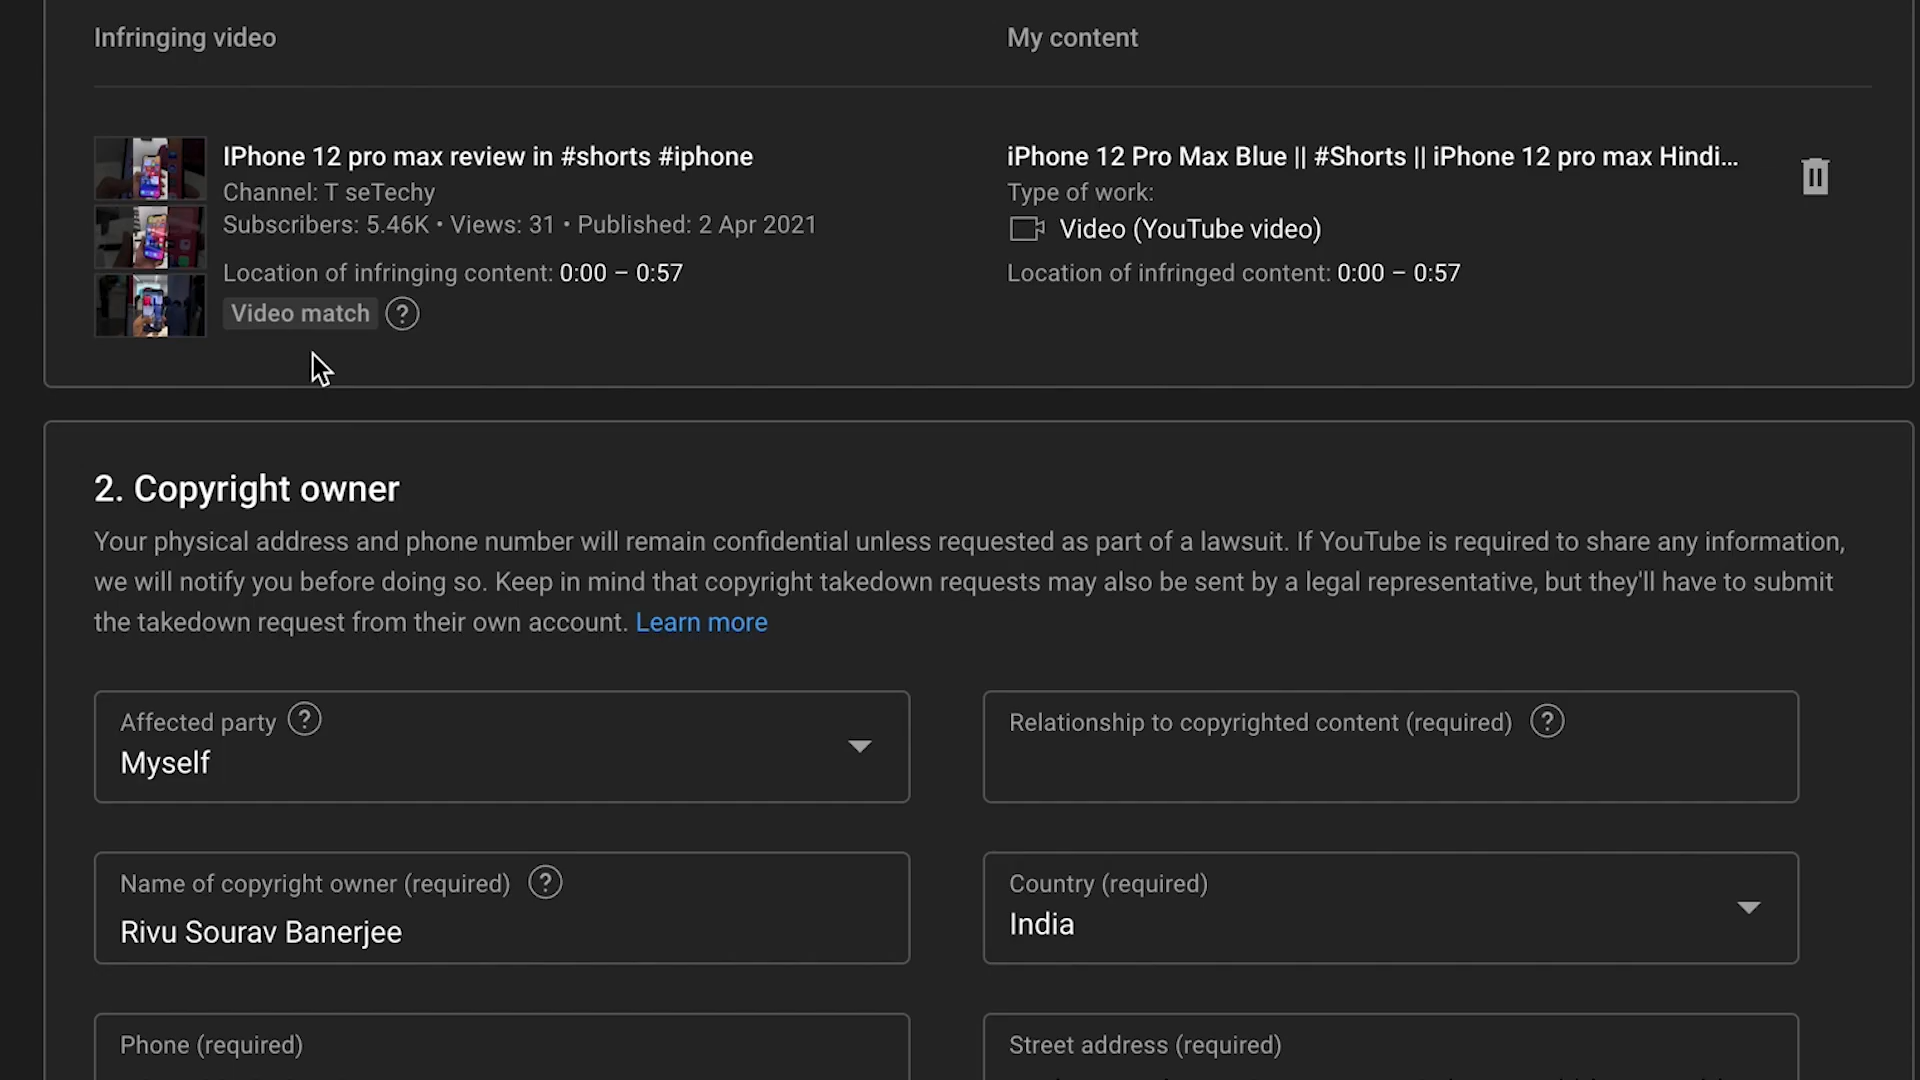 Infringing video
My content
IPhone 12 pro max review in #shorts #iphone
Channel: T seTechy
Subscribers: 5.46K • Views: 31 • Published: 2 Apr 2021
Location of infringing content: 0:00 – 0:57
Video match ?
iPhone 12 Pro Max Blue || #Shorts || iPhone 12 pro max Hindi...
Type of work:
Video (YouTube video)
Location of infringed content: 0:00 – 0:57
2. Copyright owner
Your physical address and phone number will remain confidential unless requested as part of a lawsuit. If YouTube is required to share any information,
we will notify you before doing so. Keep in mind that copyright takedown requests may also be sent by a legal representative, but they'll have to submit
the takedown request from their own account. Learn more
Affected party ?
Myself
Relationship to copyrighted content (required) ?
Name of copyright owner (required) ?
Rivu Sourav Banerjee
Country (required)
India
Phone (required)
Street address (required)